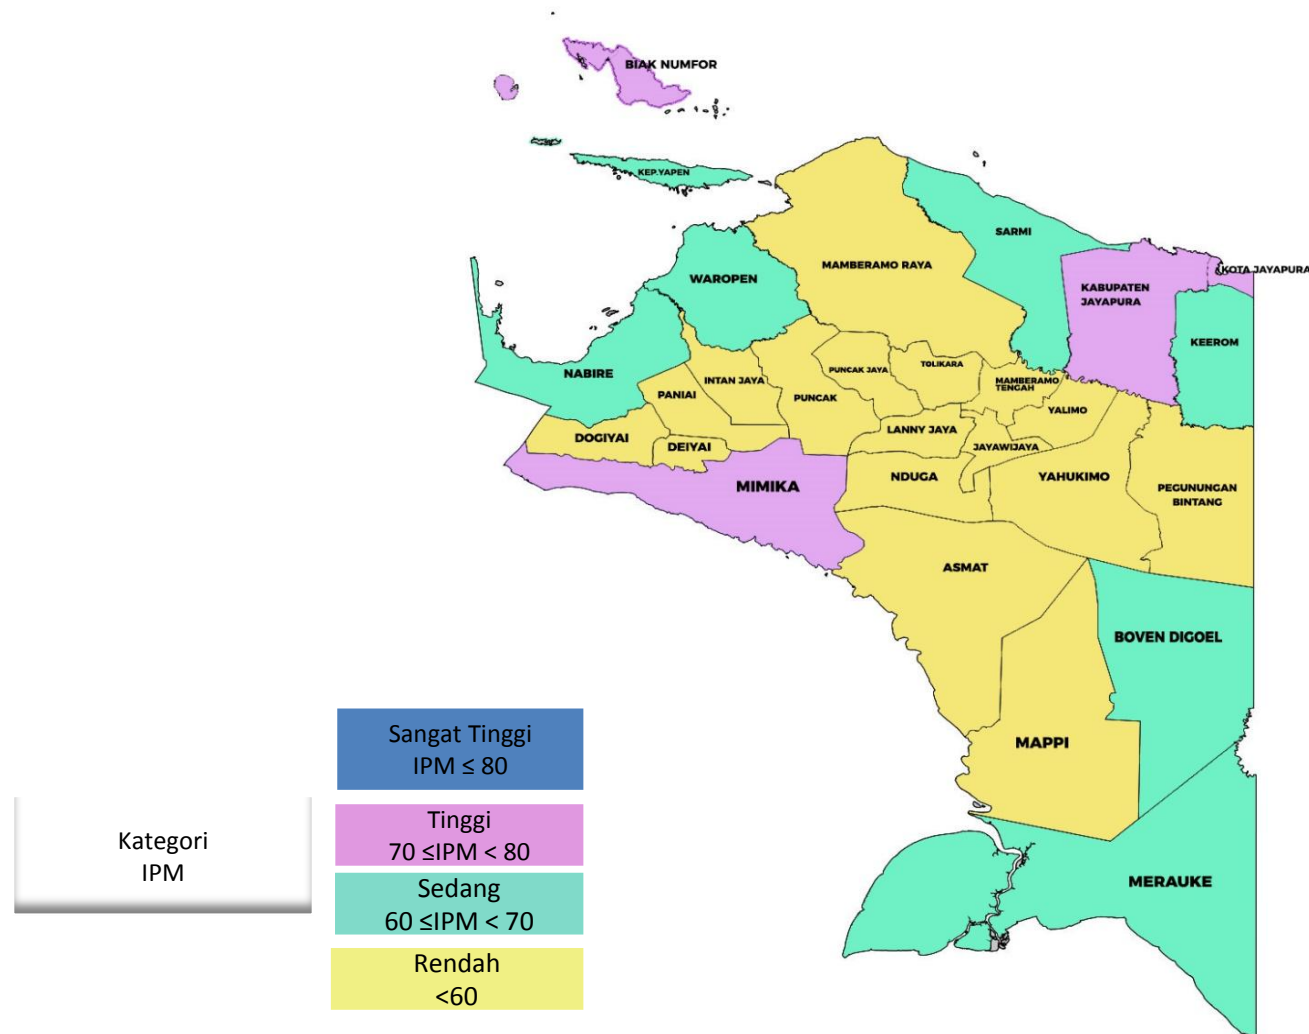 BIAK NUMFOR
KEP.YAPEN
SARMI
MAMBERAMO RAYA
WAROPEN
KOTA JAYAPURA
KABUPATEN
JAYAPURA
KEEROM
NABIRE
INTAN JAYA
PUNCAK JAYA
TOLIKARA
MAMBERAMO
TENGAH
PANIAI
PUNCAK
YALIMO
DOGIYAI
DEIYAI
LANNY JAYA
JAYAWIJAYA
MIMIKA
NDUGA
YAHUKIMO
PEGUNUNGAN
BINTANG
ASMAT
BOVEN DIGOEL
MAPPI
MERAUKE
Kategori
IPM
Sangat Tinggi
IPM ≤ 80
Tinggi
70 ≤IPM < 80
Sedang
60 ≤IPM < 70
Rendah
<60